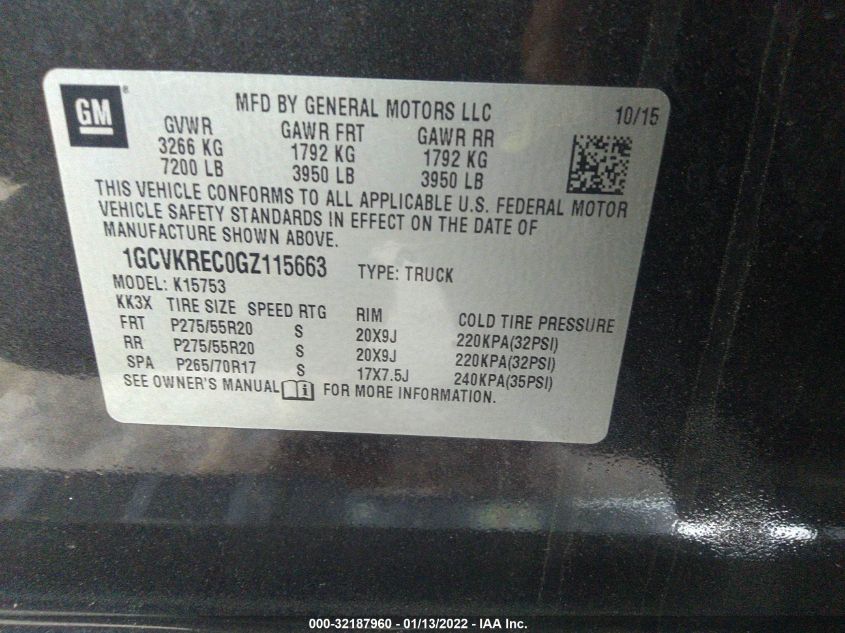 GM ® MFD BY GENERAL MOTORS LLC 10/15
GVWR GAWR FRT GAWR RR
3266 KG 1792 KG 1792 KG
7200 LB 3950 LB 3950 LB
THIS VEHICLE CONFORMS TO ALL APPLICABLE U.S. FEDERAL MOTOR
VEHICLE SAFETY STANDARDS IN EFFECT ON THE DATE OF
MANUFACTURE SHOWN ABOVE.
1GCVKREC0GZ115663 TYPE: TRUCK
MODEL: K15753
KK3X TIRE SIZE SPEED RTG RIM COLD TIRE PRESSURE
FRT P275/55R20 S 20X9J 220KPA(32PSI)
RR P275/55R20 S 20X9J 220KPA(32PSI)
SPA P265/70R17 S 17X7.5J 240KPA(35PSI)
SEE OWNER'S MANUAL FOR MORE INFORMATION.
000-32187960 - 01/13/2022 - IAA Inc.